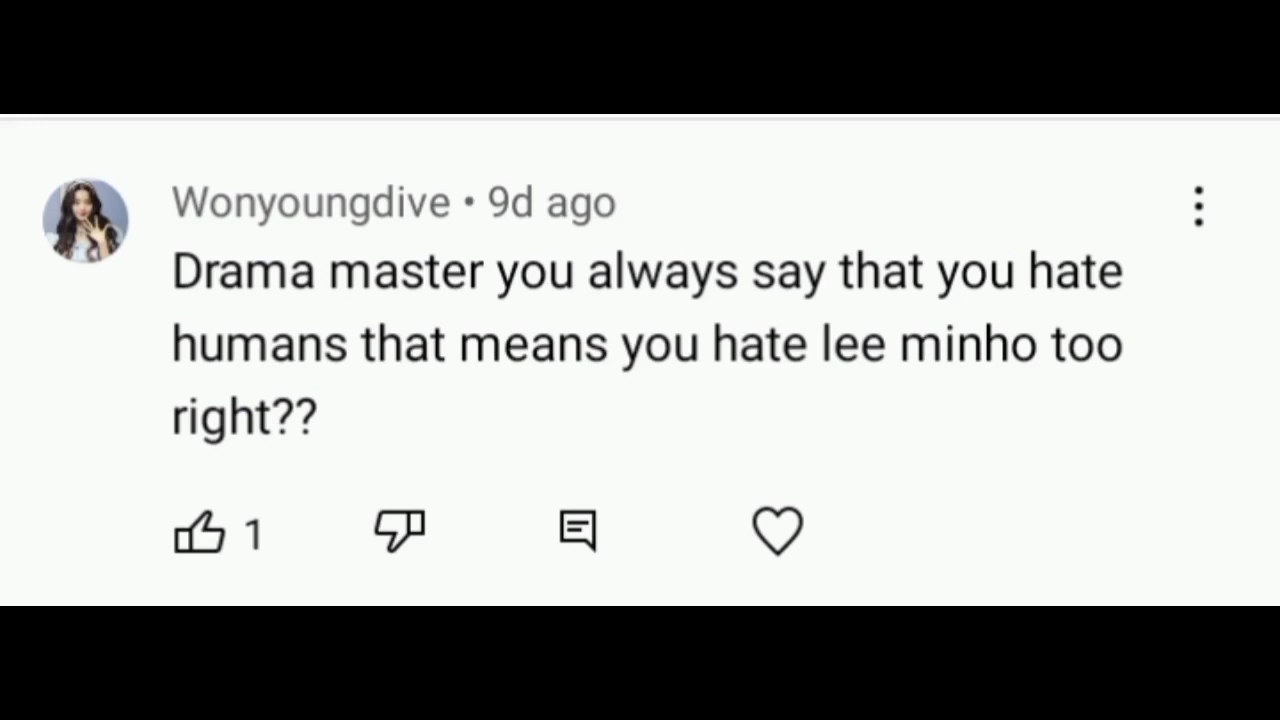 Wonyoungdive • 9d ago
Drama master you always say that you hate
humans that means you hate lee minho too
right??
1